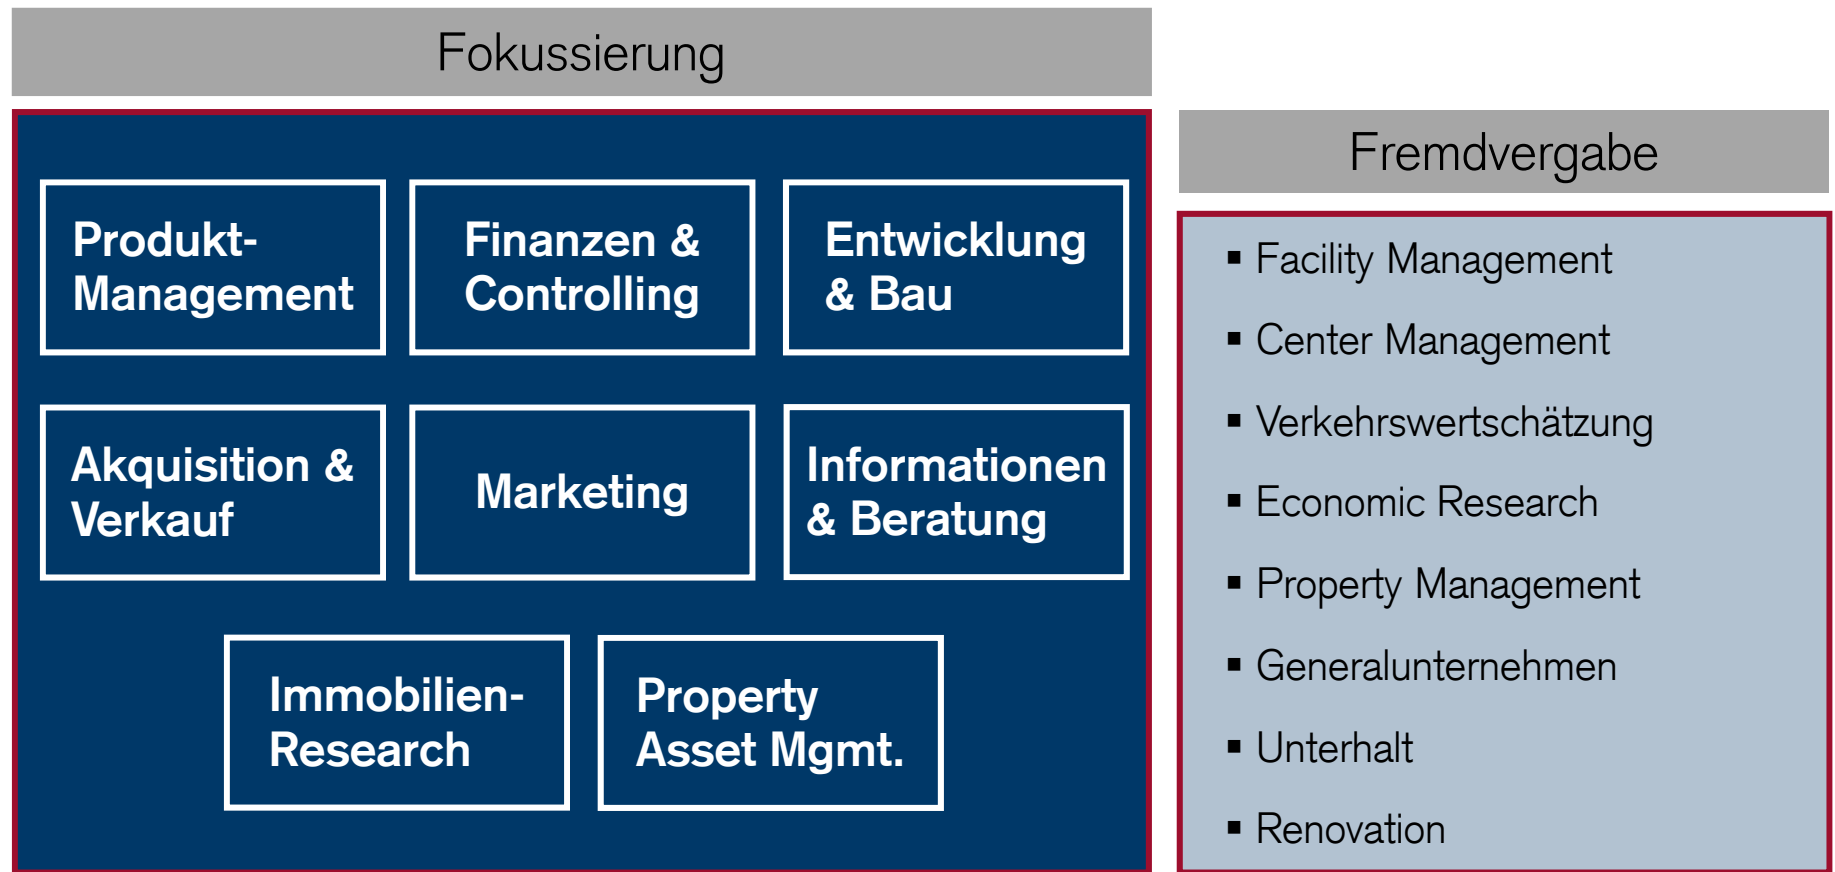 Fokussierung
Produkt-
Management
Finanzen &
Controlling
Entwicklung
& Bau
Akquisition &
Verkauf
Marketing
Informationen
& Beratung
Immobilien-
Research
Property
Asset Mgmt.
Fremdvergabe
▪ Facility Management
▪ Center Management
▪ Verkehrswertschätzung
▪ Economic Research
▪ Property Management
▪ Generalunternehmen
▪ Unterhalt
▪ Renovation